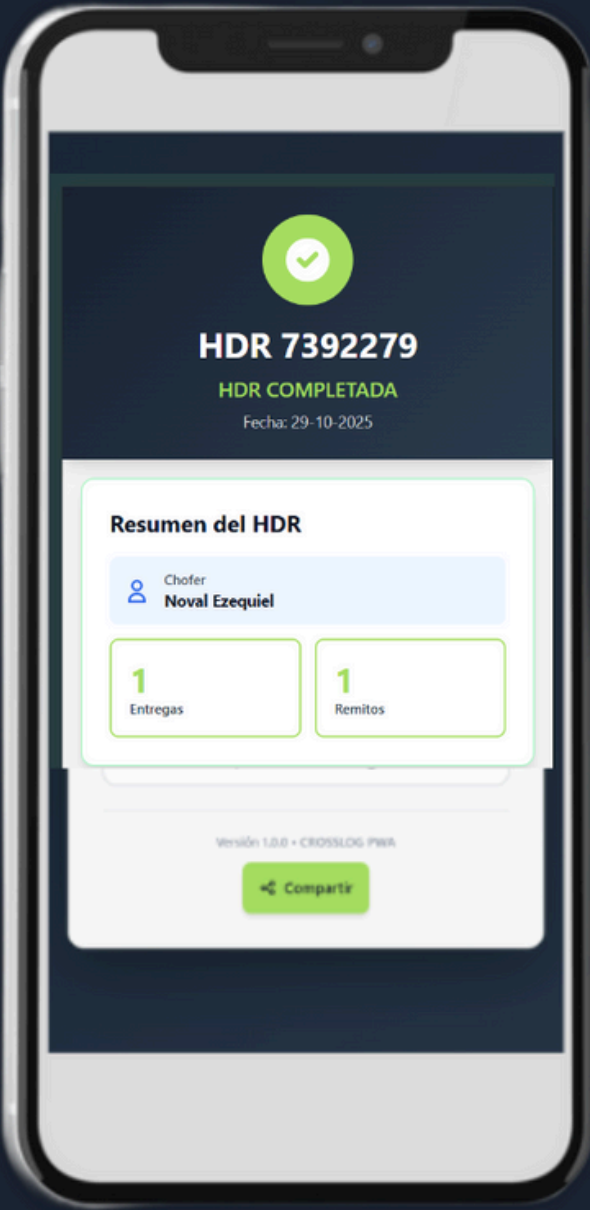 HDR 7392279
HDR COMPLETADA
Fecha: 29-10-2025
Resumen del HDR
Chofer
Noval Ezequiel
1
Entregas
1
Remitos
Versión 1.0.0 • CROSSLOG PWA
Compartir